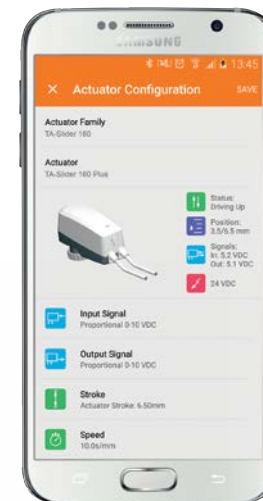 SAMSUNG
13:45
Actuator Configuration
SAVE
Actuator Family
TA-Slider 160
Actuator
TA-Slider 160 Plus
Status:
Driving Up
Position:
3.5/6.5 mm
Signals:
In: 5.2 VDC
Out: 5.1 VDC
24 VDC
Input Signal
Proportional 0-10 VDC
Output Signal
Proportional 0-10 VDC
Stroke
Actuator Stroke: 6.50mm
Speed
10.0s/mm